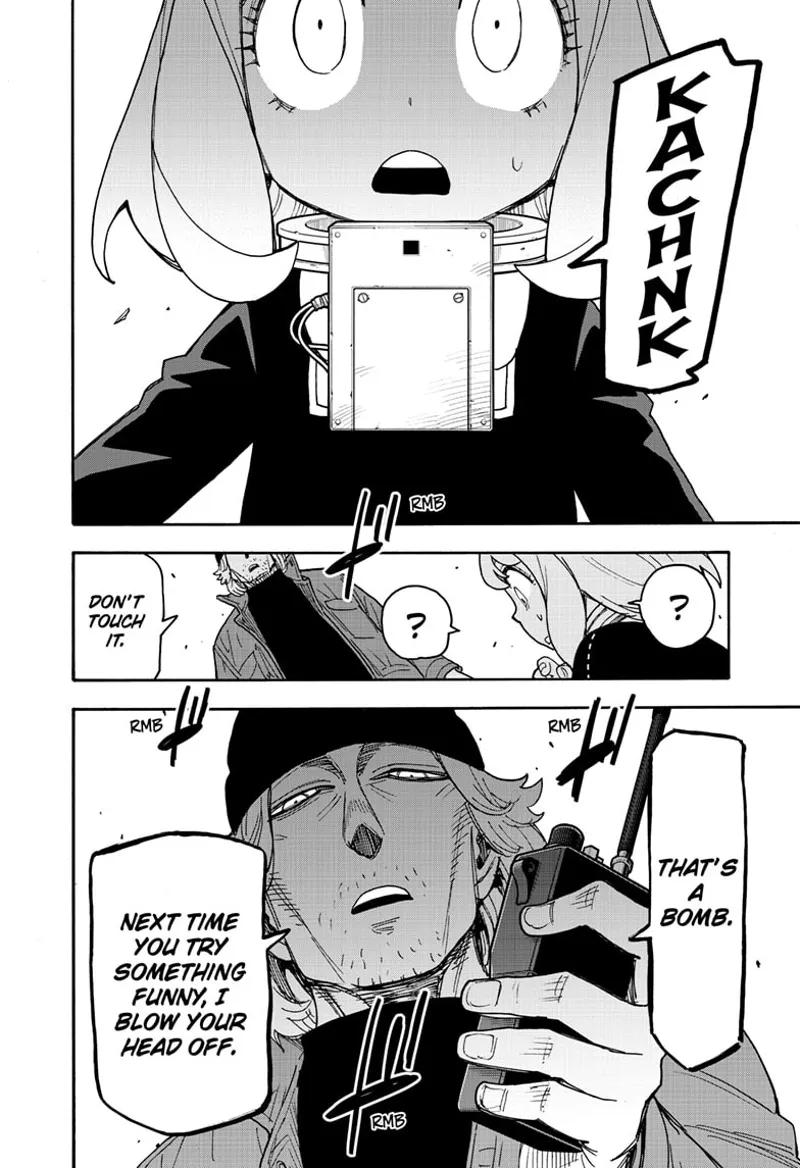 KACHNK
RMB
?
?
DON'T
TOUCH
IT.
RMB
RMB
THAT'S
A
BOMB.
NEXT TIME
YOU TRY
SOMETHING
FUNNY, I
BLOW YOUR
HEAD OFF.
RMB